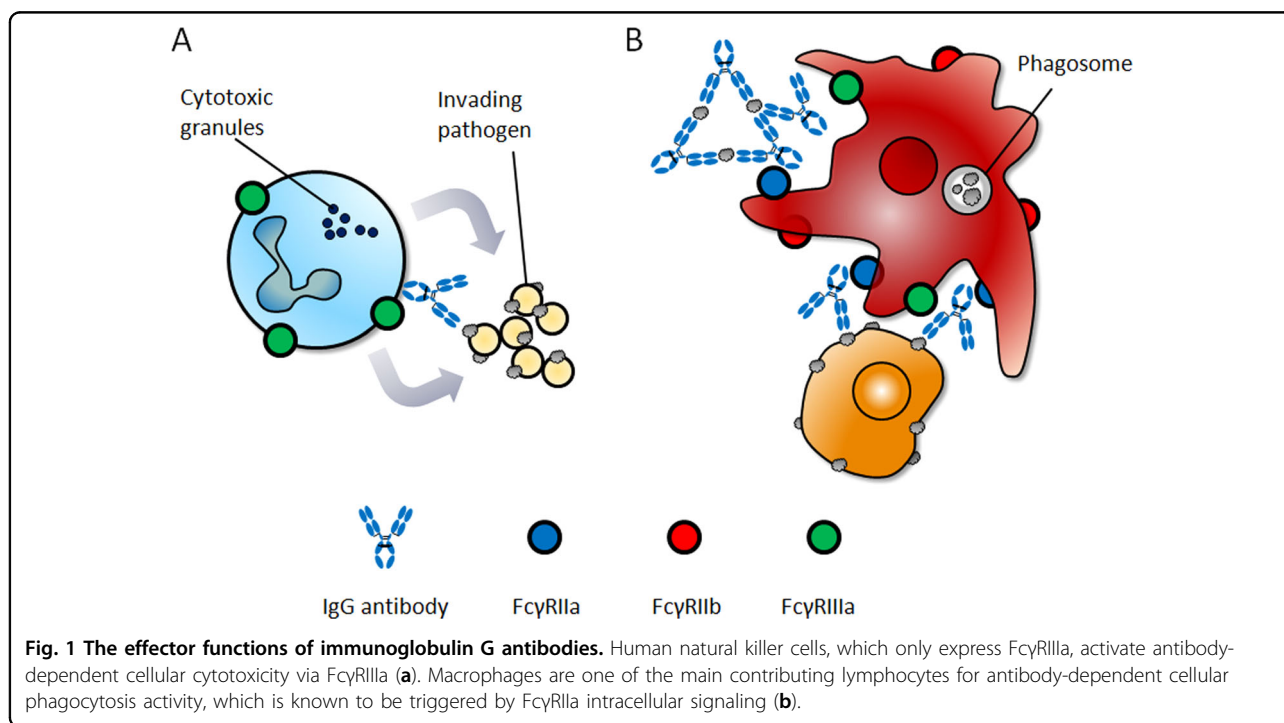 A
B
Cytotoxic
granules
Invading
pathogen
Phagosome
IgG antibody
FcγRIIa
FcγRIIb
FcγRIIIa
Fig. 1 The effector functions of immunoglobulin G antibodies. Human natural killer cells, which only express FcγRIIIa, activate antibody-
dependent cellular cytotoxicity via FcγRIIIa (a). Macrophages are one of the main contributing lymphocytes for antibody-dependent cellular
phagocytosis activity, which is known to be triggered by FcγRIIa intracellular signaling (b).